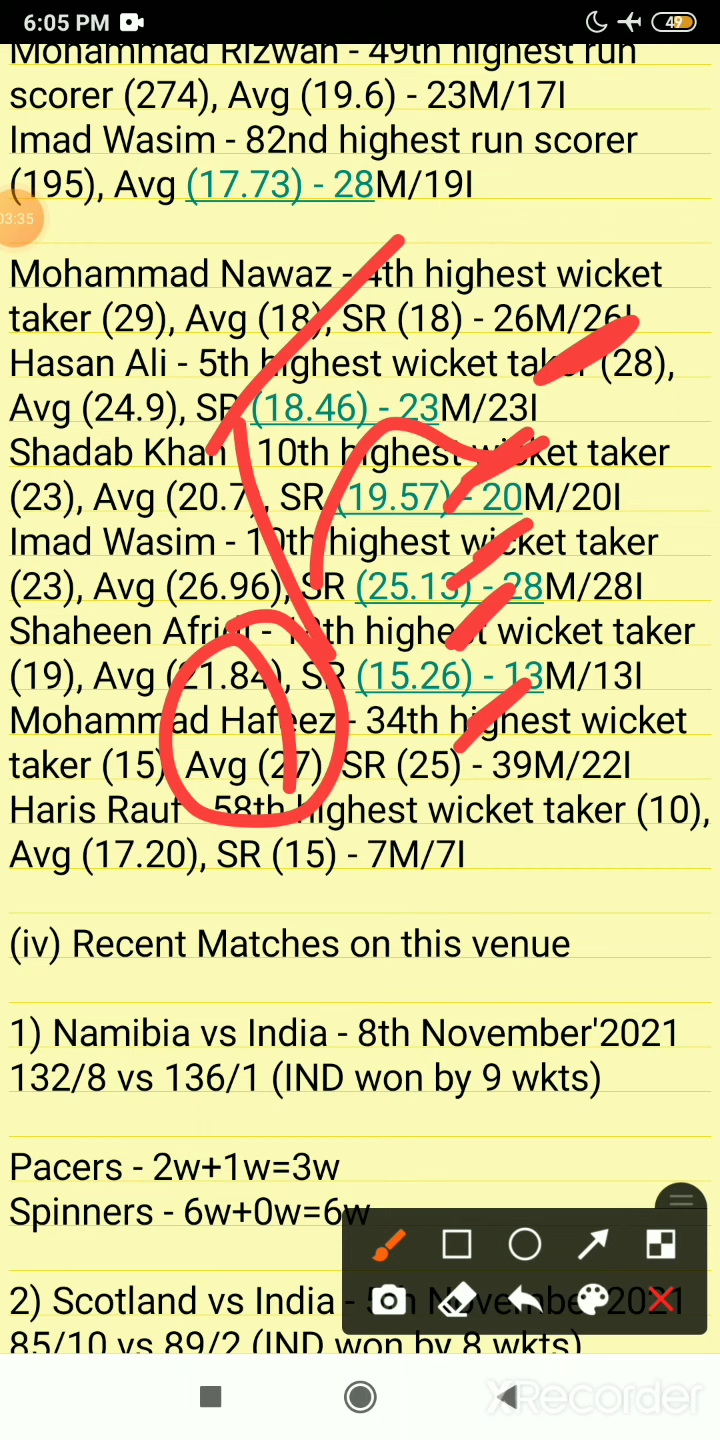 6:05 PM
49
Mohammad Rizwan - 49th highest run
scorer (274), Avg (19.6) - 23M/17I
Imad Wasim - 82nd highest run scorer
(195), Avg (17.73) - 28M/19I
03:35
Mohammad Nawaz - 4th highest wicket
taker (29), Avg (18), SR (18) - 26M/26I
Hasan Ali - 5th highest wicket taker (28),
Avg (24.9), SR (18.46) - 23M/23I
Shadab Khan - 10th highest wicket taker
(23), Avg (20.7), SR (19.57) - 20M/20I
Imad Wasim - 10th highest wicket taker
(23), Avg (26.96), SR (25.13) - 28M/28I
Shaheen Afridi - highest wicket taker
(19), Avg (21.84), SR (15.26) - 13M/13I
Mohammad Hafeez - 34th highest wicket
taker (15), Avg (27), SR (25) - 39M/22I
Haris Rauf - 58th highest wicket taker (10),
Avg (17.20), SR (15) - 7M/7I
(iv) Recent Matches on this venue
1) Namibia vs India - 8th November'2021
132/8 vs 136/1 (IND won by 9 wkts)
Pacers - 2w+1w=3w
Spinners - 6w+0w=6w
2) Scotland vs India - 5th November'2021
85/10 vs 89/2 (IND won by 8 wkts)
XRecorder